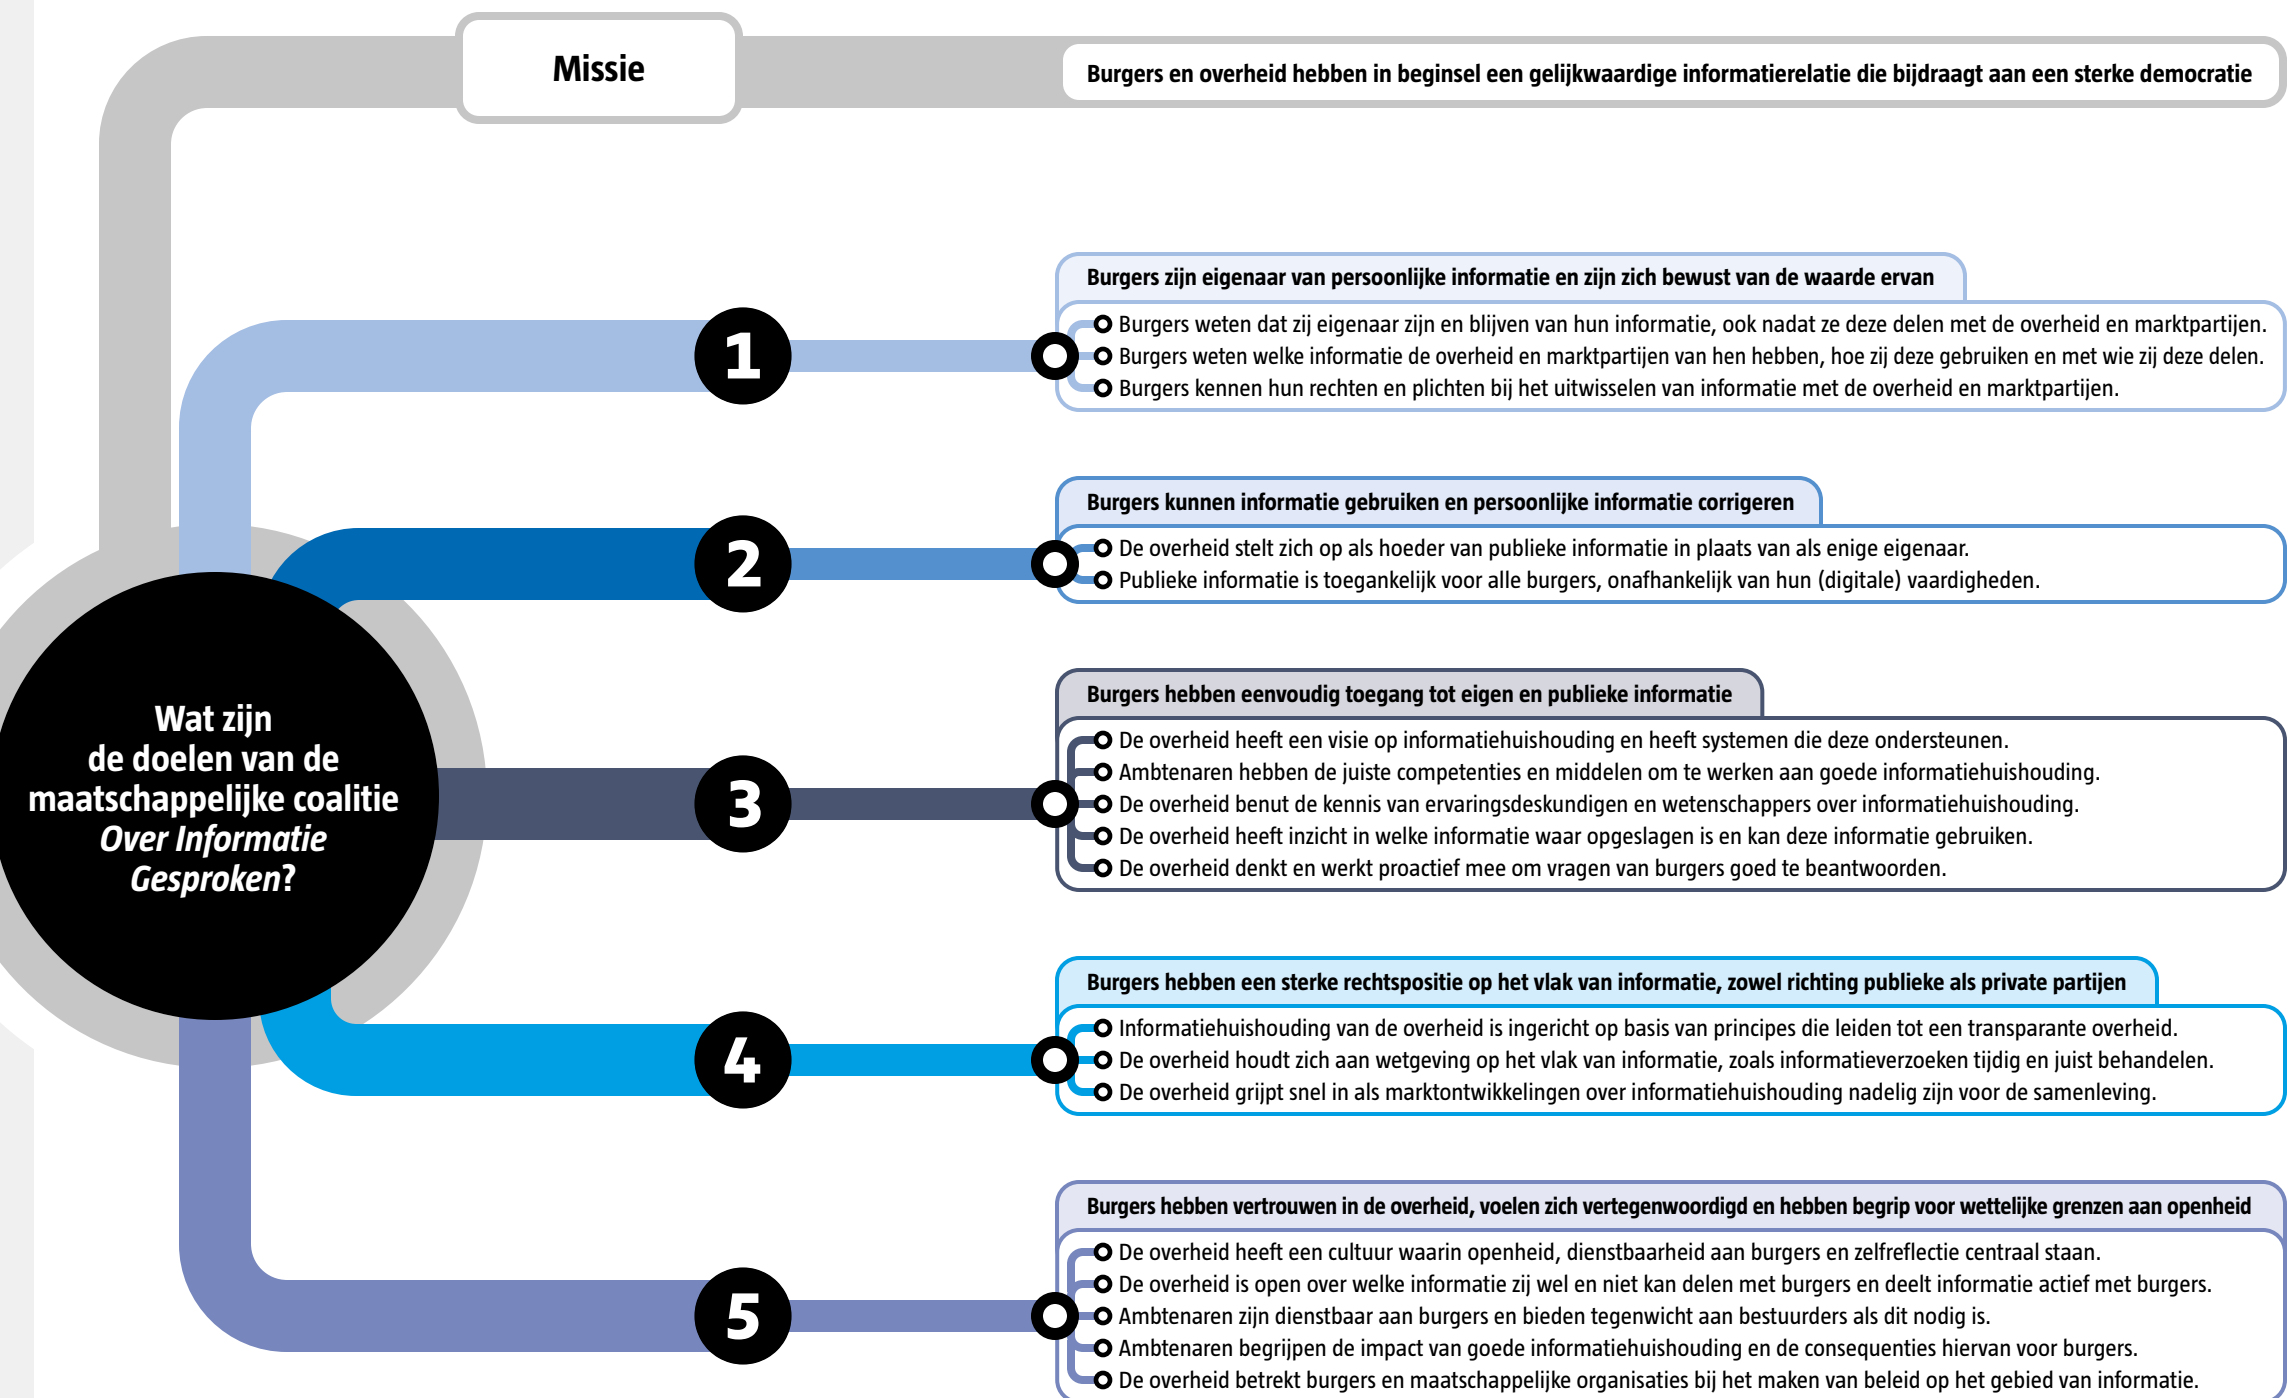 Missie
Burgers en overheid hebben in beginsel een gelijkwaardige informatierelatie die bijdraagt aan een sterke democratie
Wat zijn
de doelen van de
maatschappelijke coalitie
Over Informatie
Gesproken?
1
Burgers zijn eigenaar van persoonlijke informatie en zijn zich bewust van de waarde ervan
Burgers weten dat zij eigenaar zijn en blijven van hun informatie, ook nadat ze deze delen met de overheid en marktpartijen.
Burgers weten welke informatie de overheid en marktpartijen van hen hebben, hoe zij deze gebruiken en met wie zij deze delen.
Burgers kennen hun rechten en plichten bij het uitwisselen van informatie met de overheid en marktpartijen.
2
Burgers kunnen informatie gebruiken en persoonlijke informatie corrigeren
De overheid stelt zich op als hoeder van publieke informatie in plaats van als enige eigenaar.
Publieke informatie is toegankelijk voor alle burgers, onafhankelijk van hun (digitale) vaardigheden.
3
Burgers hebben eenvoudig toegang tot eigen en publieke informatie
De overheid heeft een visie op informatiehuishouding en heeft systemen die deze ondersteunen.
Ambtenaren hebben de juiste competenties en middelen om te werken aan goede informatiehuishouding.
De overheid benut de kennis van ervaringsdeskundigen en wetenschappers over informatiehuishouding.
De overheid heeft inzicht in welke informatie waar opgeslagen is en kan deze informatie gebruiken.
De overheid denkt en werkt proactief mee om vragen van burgers goed te beantwoorden.
4
Burgers hebben een sterke rechtspositie op het vlak van informatie, zowel richting publieke als private partijen
Informatiehuishouding van de overheid is ingericht op basis van principes die leiden tot een transparante overheid.
De overheid houdt zich aan wetgeving op het vlak van informatie, zoals informatieverzoeken tijdig en juist behandelen.
De overheid grijpt snel in als marktontwikkelingen over informatiehuishouding nadelig zijn voor de samenleving.
5
Burgers hebben vertrouwen in de overheid, voelen zich vertegenwoordigd en hebben begrip voor wettelijke grenzen aan openheid
De overheid heeft een cultuur waarin openheid, dienstbaarheid aan burgers en zelfreflectie centraal staan.
De overheid is open over welke informatie zij wel en niet kan delen met burgers en deelt informatie actief met burgers.
Ambtenaren zijn dienstbaar aan burgers en bieden tegenwicht aan bestuurders als dit nodig is.
Ambtenaren begrijpen de impact van goede informatiehuishouding en de consequenties hiervan voor burgers.
De overheid betrekt burgers en maatschappelijke organisaties bij het maken van beleid op het gebied van informatie.